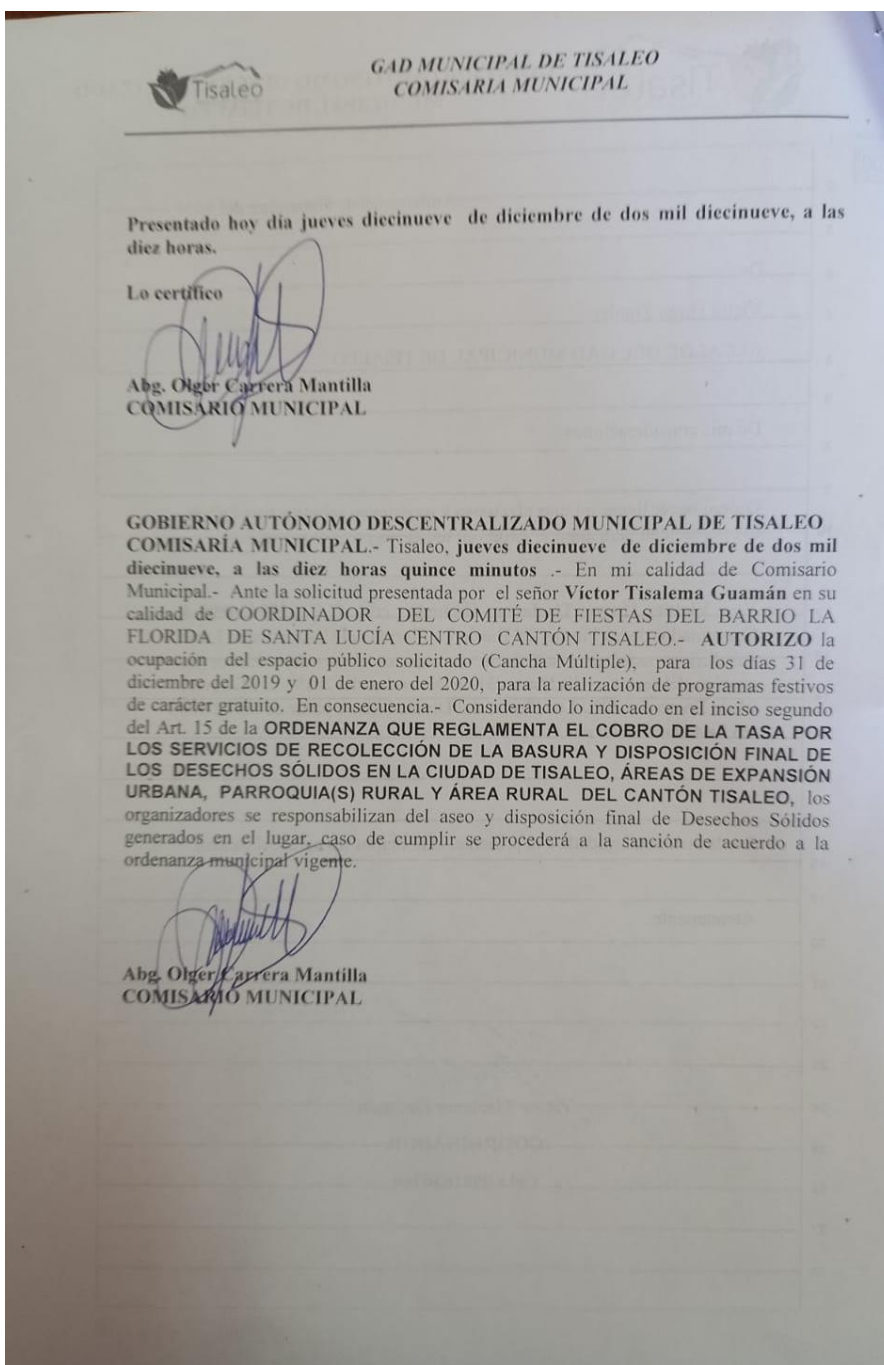 Tisaleo
GAD MUNICIPAL DE TISALEO
COMISARIA MUNICIPAL
Presentado hoy día jueves diecinueve de diciembre de dos mil diecinueve, a las
diez horas.
Lo certifico
Abg. Olger Carrera Mantilla
COMISARIO MUNICIPAL
GOBIERNO AUTÓNOMO DESCENTRALIZADO MUNICIPAL DE TISALEO
COMISARÍA MUNICIPAL.- Tisaleo, jueves diecinueve de diciembre de dos mil
diecinueve, a las diez horas quince minutos .- En mi calidad de Comisario
Municipal.- Ante la solicitud presentada por el señor Víctor Tisalema Guamán en su
calidad de COORDINADOR DEL COMITÉ DE FIESTAS DEL BARRIO LA
FLORIDA DE SANTA LUCÍA CENTRO CANTÓN TISALEO.- AUTORIZO la
ocupación del espacio público solicitado (Cancha Múltiple), para los días 31 de
diciembre del 2019 y 01 de enero del 2020, para la realización de programas festivos
de carácter gratuito. En consecuencia.- Considerando lo indicado en el inciso segundo
del Art. 15 de la ORDENANZA QUE REGLAMENTA EL COBRO DE LA TASA POR
LOS SERVICIOS DE RECOLECCIÓN DE LA BASURA Y DISPOSICIÓN FINAL DE
LOS DESECHOS SÓLIDOS EN LA CIUDAD DE TISALEO, ÁREAS DE EXPANSIÓN
URBANA, PARROQUIA(S) RURAL Y ÁREA RURAL DEL CANTÓN TISALEO, los
organizadores se responsabilizan del aseo y disposición final de Desechos Sólidos
generados en el lugar, caso de cumplir se procederá a la sanción de acuerdo a la
ordenanza municipal vigente.
Abg. Olger Carrera Mantilla
COMISARIO MUNICIPAL